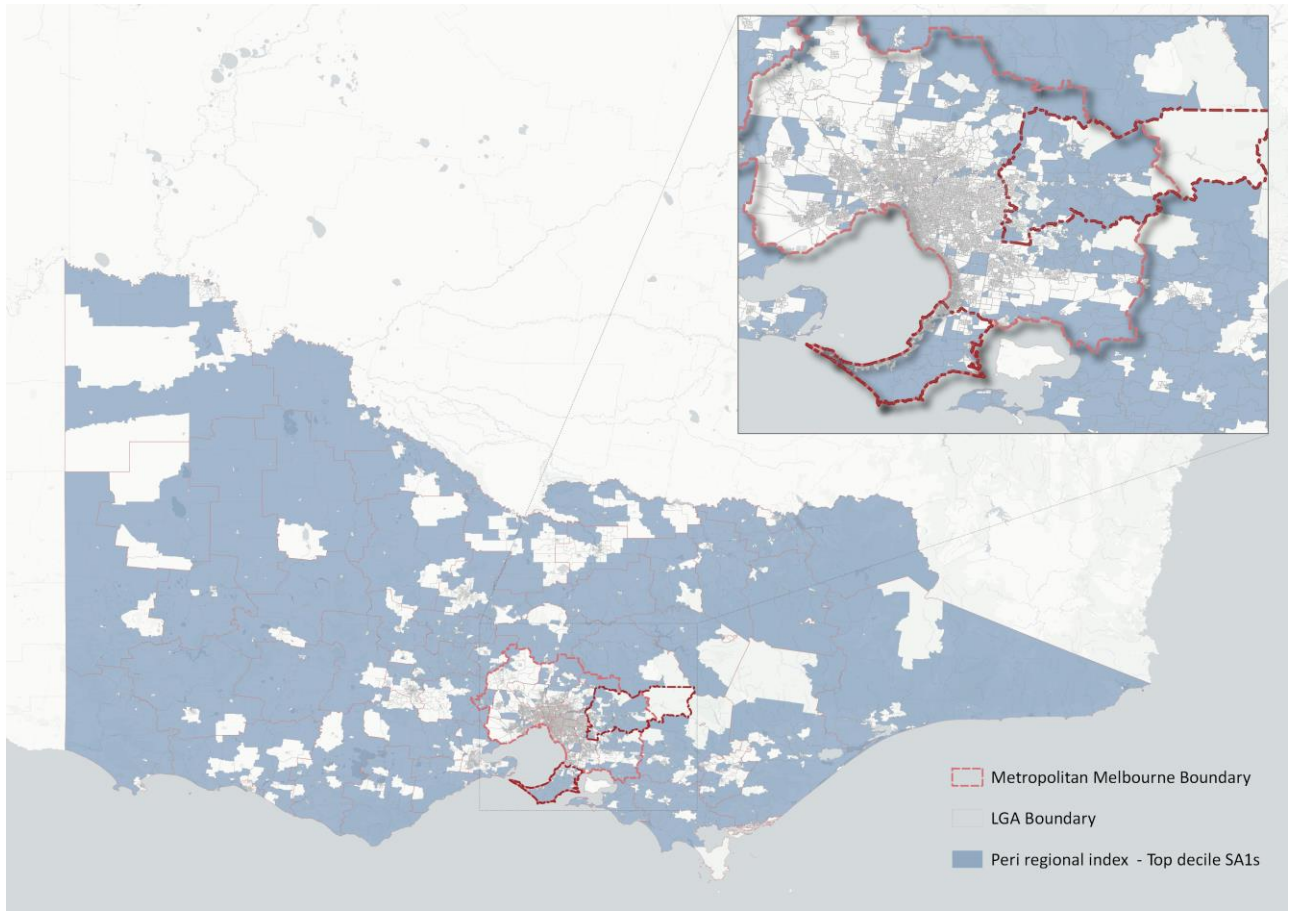 Metropolitan Melbourne Boundary
LGA Boundary
Peri regional index - Top decile SA1s